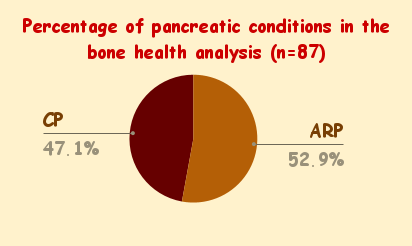 Percentage of pancreatic conditions in the
bone health analysis (n=87)
CP
47.1%
ARP
52.9%